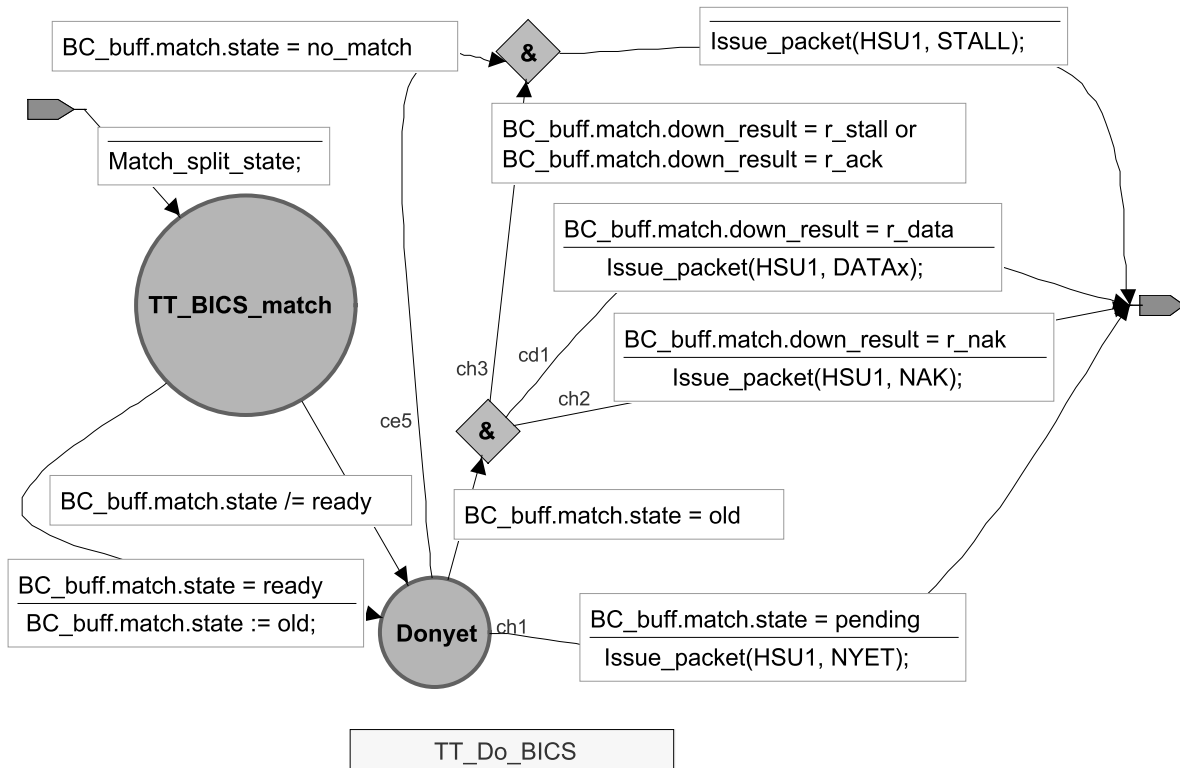 BC_buff.match.state = no_match
&
Issue_packet(HSU1, STALL);
BC_buff.match.down_result = r_stall or
BC_buff.match.down_result = r_ack
Match_split_state;
BC_buff.match.down_result = r_data
Issue_packet(HSU1, DATAx);
TT_BICS_match
BC_buff.match.down_result = r_nak
Issue_packet(HSU1, NAK);
cd1
ch3
ch2
ce5
&
BC_buff.match.state /= ready
BC_buff.match.state = old
BC_buff.match.state = ready
BC_buff.match.state := old;
Donyet
ch1
BC_buff.match.state = pending
Issue_packet(HSU1, NYET);
TT_Do_BICS